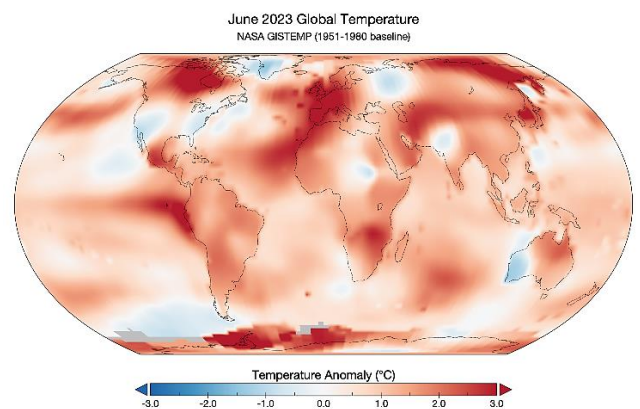 June 2023 Global Temperature
NASA GISTEMP (1951-1980 baseline)
Temperature Anomaly (°C)
-3.0 -2.0 -1.0 0.0 1.0 2.0 3.0